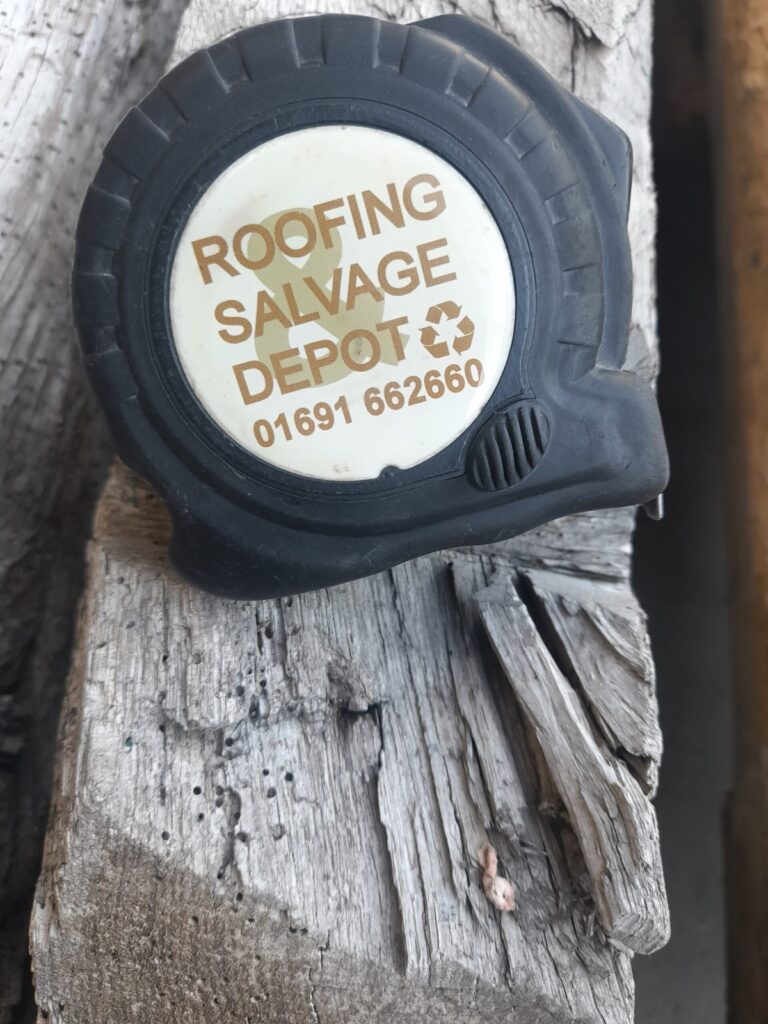 ROOFING
&
SALVAGE
DEPOT
01691 662660